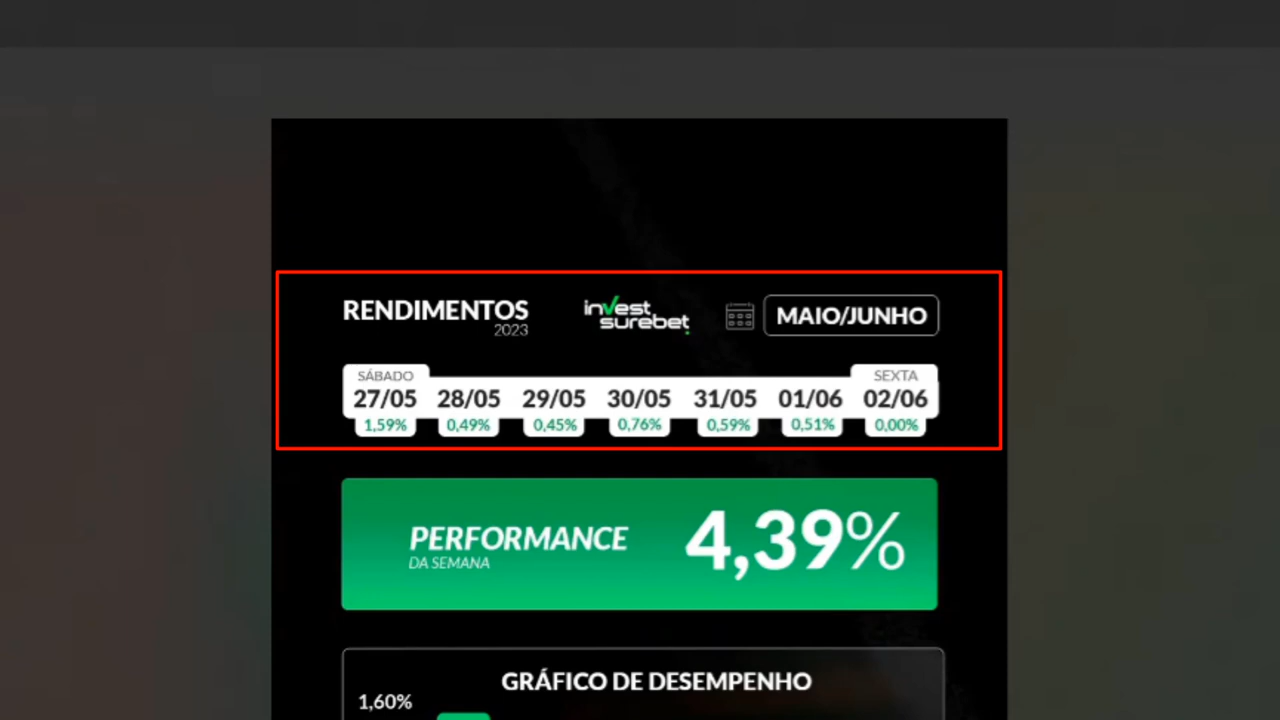 RENDIMENTOS
2023
invest
surebet
MAIO/JUNHO
SÁBADO
SEXTA
27/05 28/05 29/05 30/05 31/05 01/06 02/06
1,59% 0,49% 0,45% 0,76% 0,59% 0,51% 0,00%
PERFORMANCE
DA SEMANA
4,39%
GRÁFICO DE DESEMPENHO
1,60%